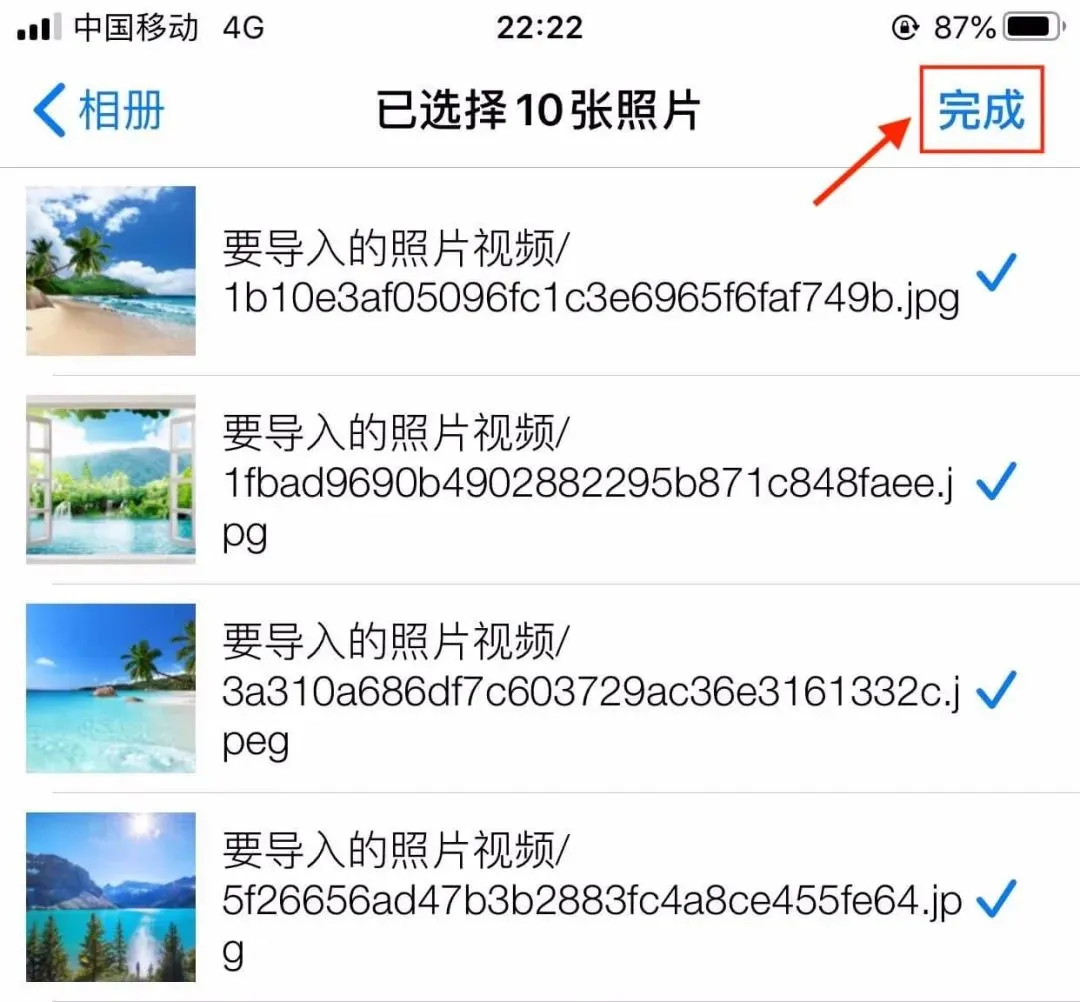 中国移动 4G 22:22 87%
相册 已选择10张照片 完成
要导入的照片视频/
1b10e3af05096fc1c3e6965f6faf749b.jpg
要导入的照片视频/
1fbad9690b4902882295b871c848faee.j
pg
要导入的照片视频/
3a310a686df7c603729ac36e3161332c.j
peg
要导入的照片视频/
5f26656ad47b3b2883fc4a8ce455fe64.jp
g